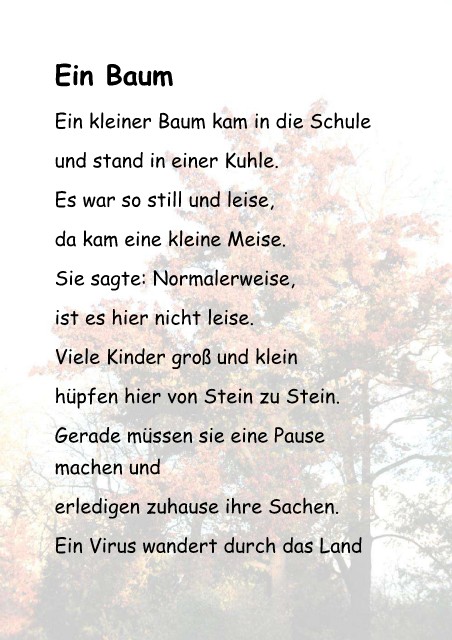 Ein Baum
Ein kleiner Baum kam in die Schule
und stand in einer Kuhle.
Es war so still und leise,
da kam eine kleine Meise.
Sie sagte: Normalerweise,
ist es hier nicht leise.
Viele Kinder groß und klein
hüpfen hier von Stein zu Stein.
Gerade müssen sie eine Pause
machen und
erledigen zuhause ihre Sachen.
Ein Virus wandert durch das Land